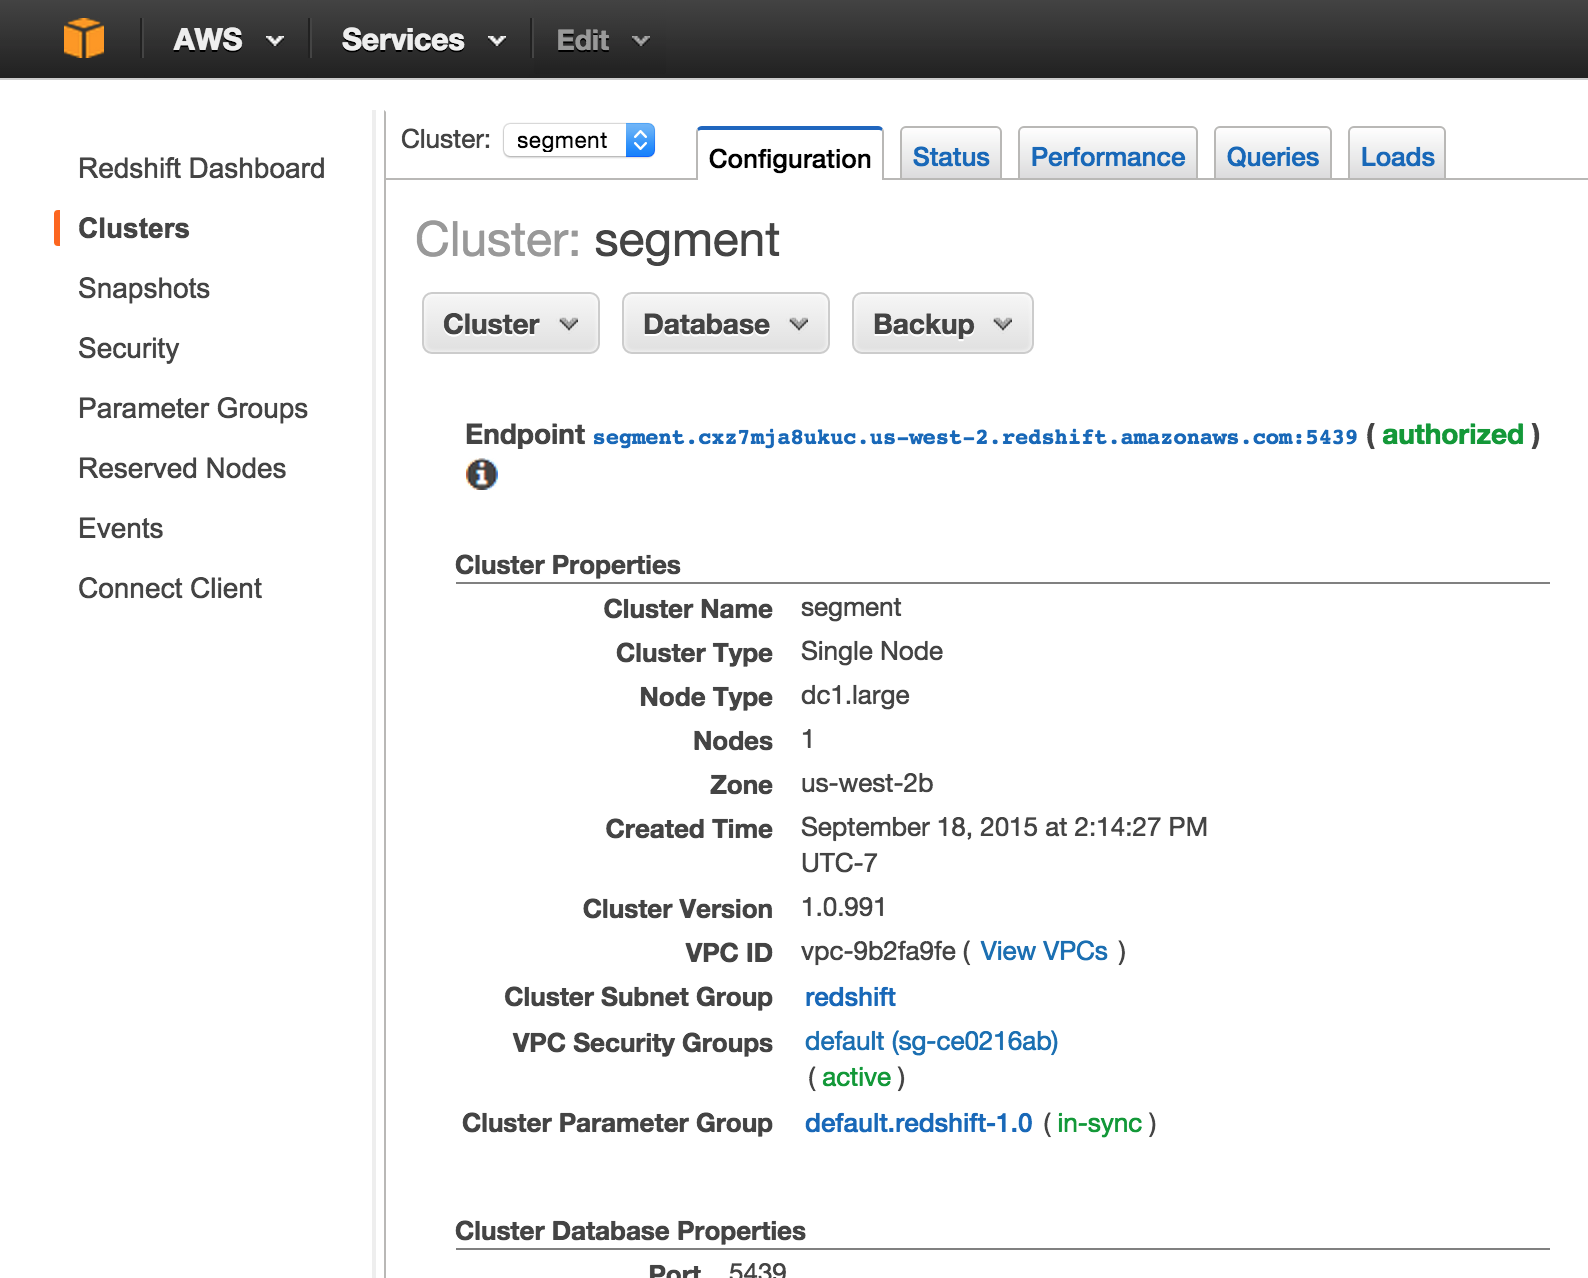 AWS Services Edit
Cluster: segment Configuration Status Performance Queries Loads
Redshift Dashboard
Clusters
Snapshots
Security
Parameter Groups
Reserved Nodes
Events
Connect Client
Cluster: segment
Cluster Database Backup
Endpoint segment.cxz7mja8ukuc.us-west-2.redshift.amazonaws.com:5439 ( authorized )
Cluster Properties
Cluster Name segment
Cluster Type Single Node
Node Type dc1.large
Nodes 1
Zone us-west-2b
Created Time September 18, 2015 at 2:14:27 PM
UTC-7
Cluster Version 1.0.991
VPC ID vpc-9b2fa9fe ( View VPCs )
Cluster Subnet Group redshift
VPC Security Groups default (sg-ce0216ab)
( active )
Cluster Parameter Group default.redshift-1.0 ( in-sync )
Cluster Database Properties
Port 5439